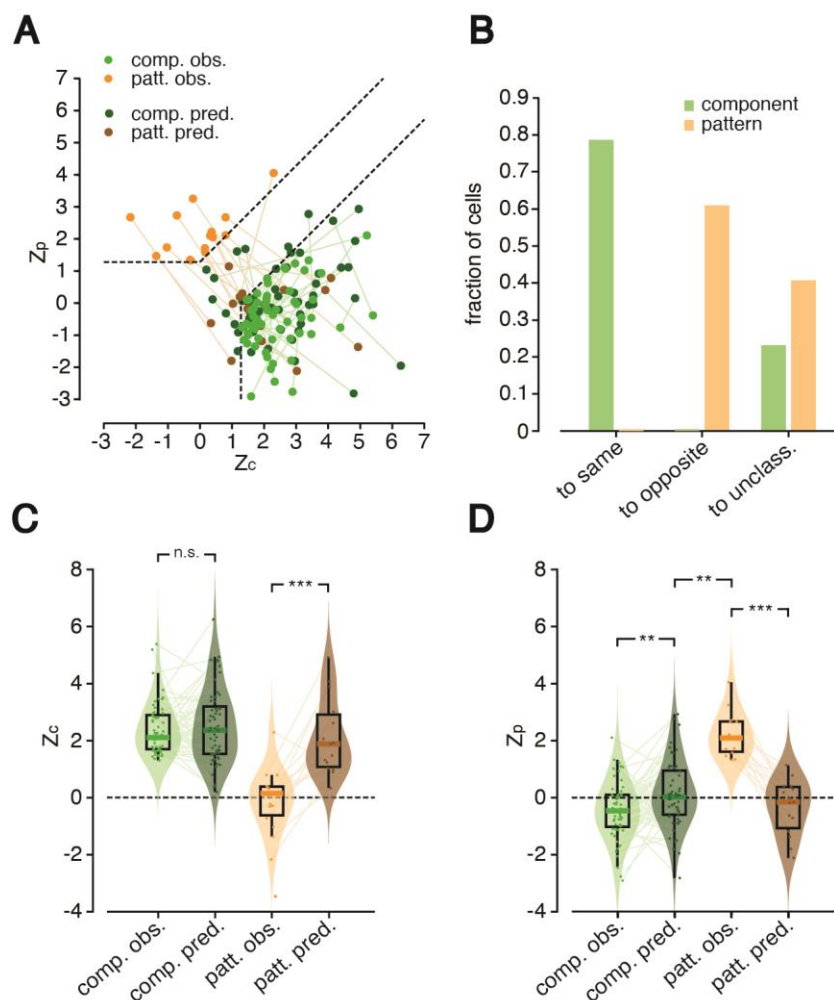 A
comp. obs.
patt. obs.
comp. pred.
patt. pred.
7
6
5
4
3
2
1
0
-1
-2
-3
Zp
-3 -2 -1 0 1 2 3 4 5 6 7
Zc
B
component
pattern
0.9
0.8
0.7
0.6
0.5
0.4
0.3
0.2
0.1
0
fraction of cells
to same
to opposite
to unclass.
C
n.s.
***
8
6
4
2
0
-2
-4
Zc
comp. obs.
comp. pred.
patt. obs.
patt. pred.
D
**
***
**
8
6
4
2
0
-2
-4
Zp
comp. obs.
comp. pred.
patt. obs.
patt. pred.